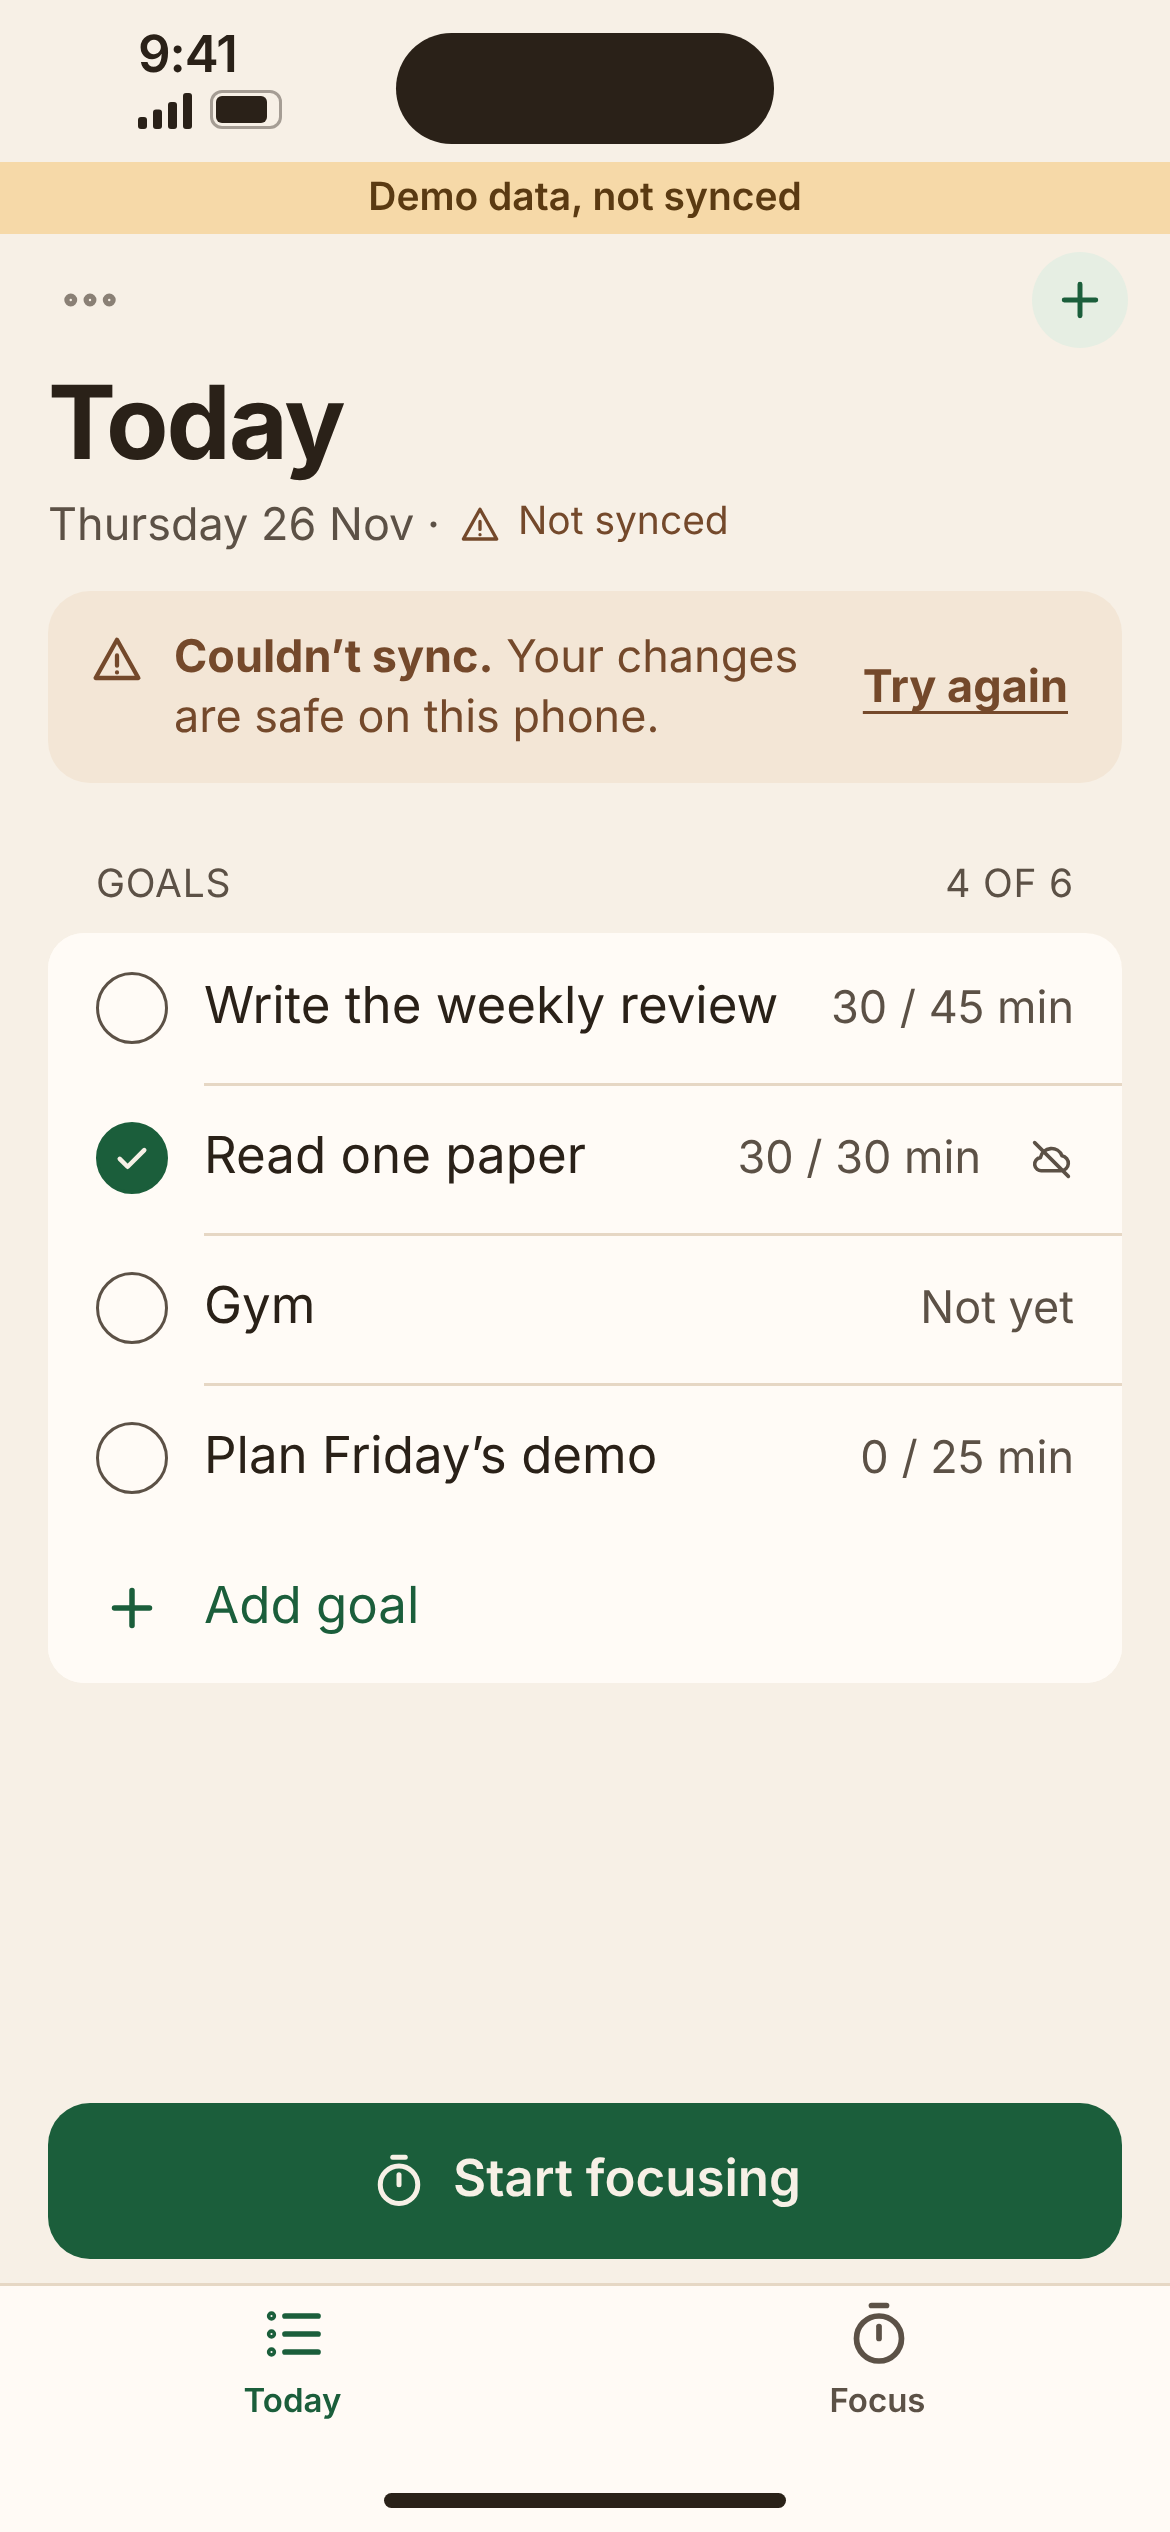 9:41
Demo data, not synced
Today
Thursday 26 Nov · Not synced
Couldn’t sync. Your changes
are safe on this phone.
Try again
GOALS 4 OF 6
Write the weekly review 30 / 45 min
Read one paper 30 / 30 min
Gym Not yet
Plan Friday’s demo 0 / 25 min
Add goal
Start focusing
Today Focus